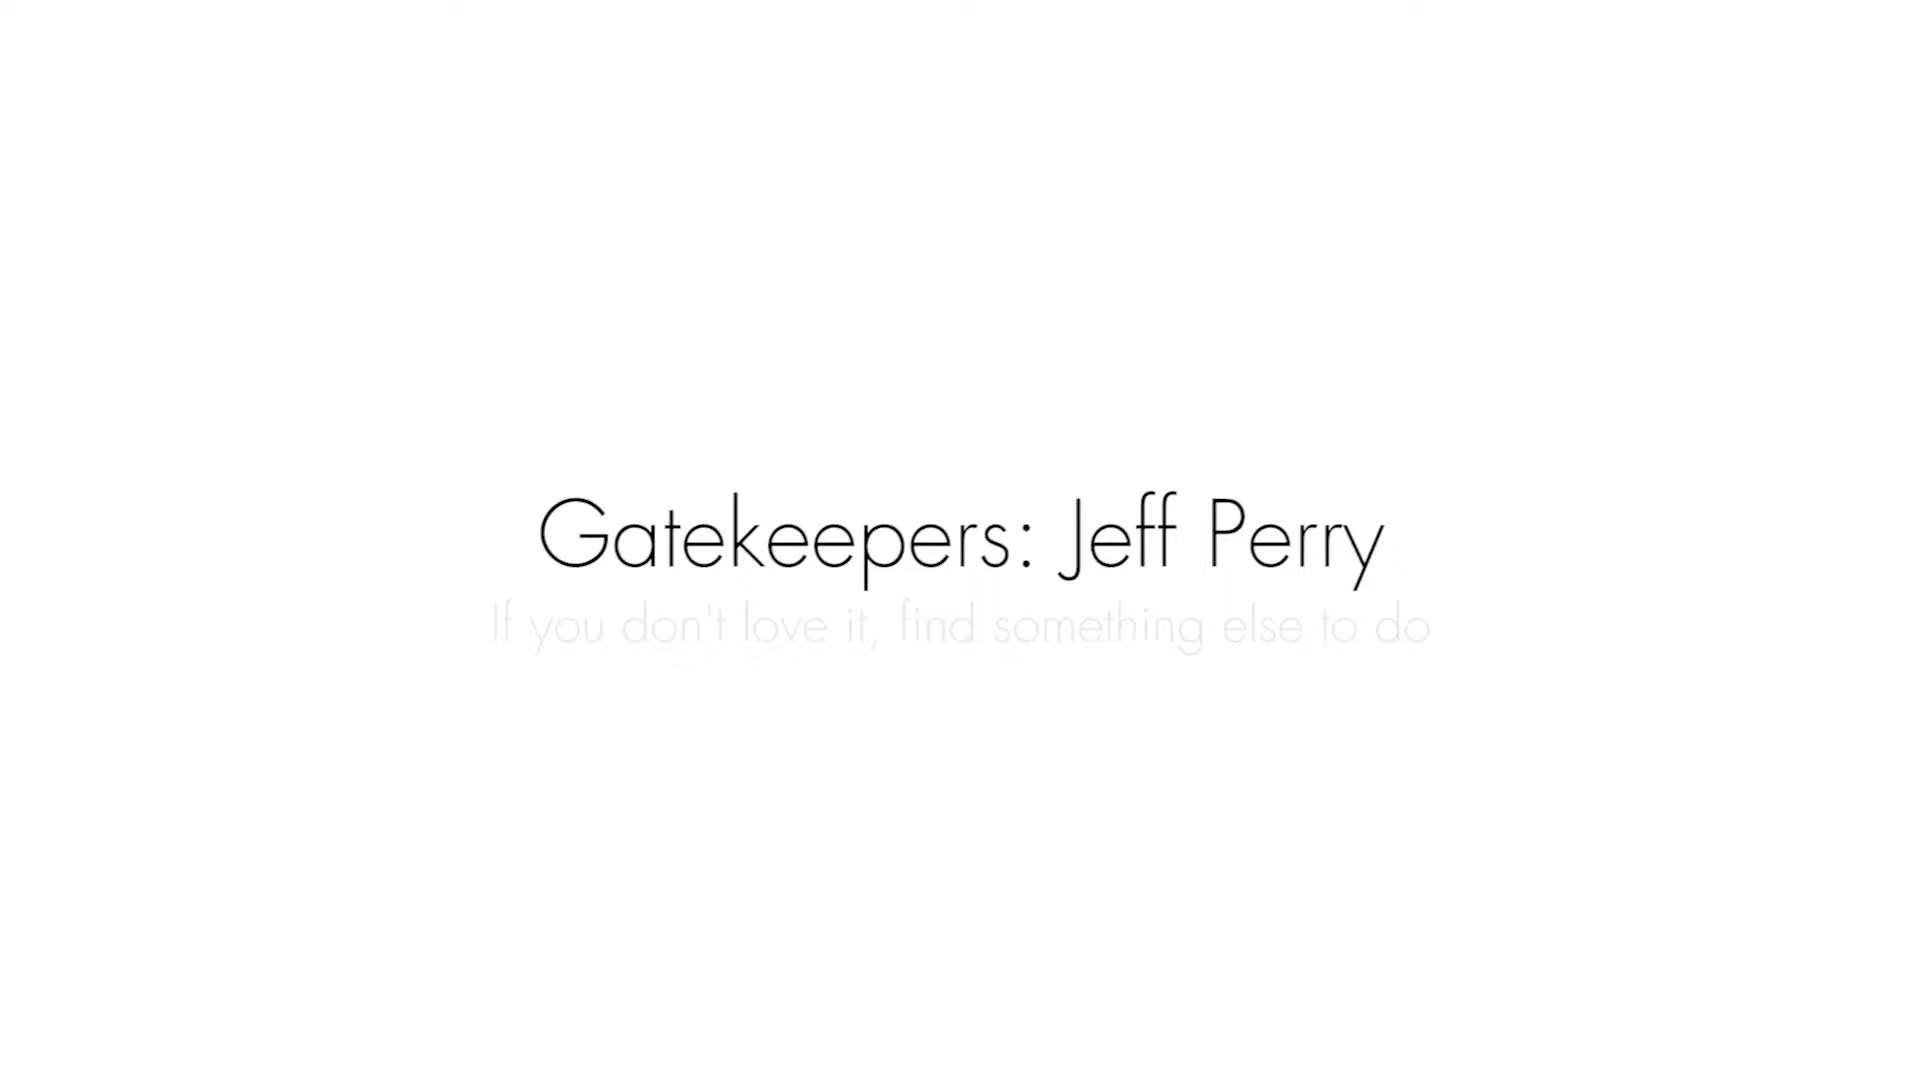 Gatekeepers: Jeff Perry
If you don't love it, find something else to do